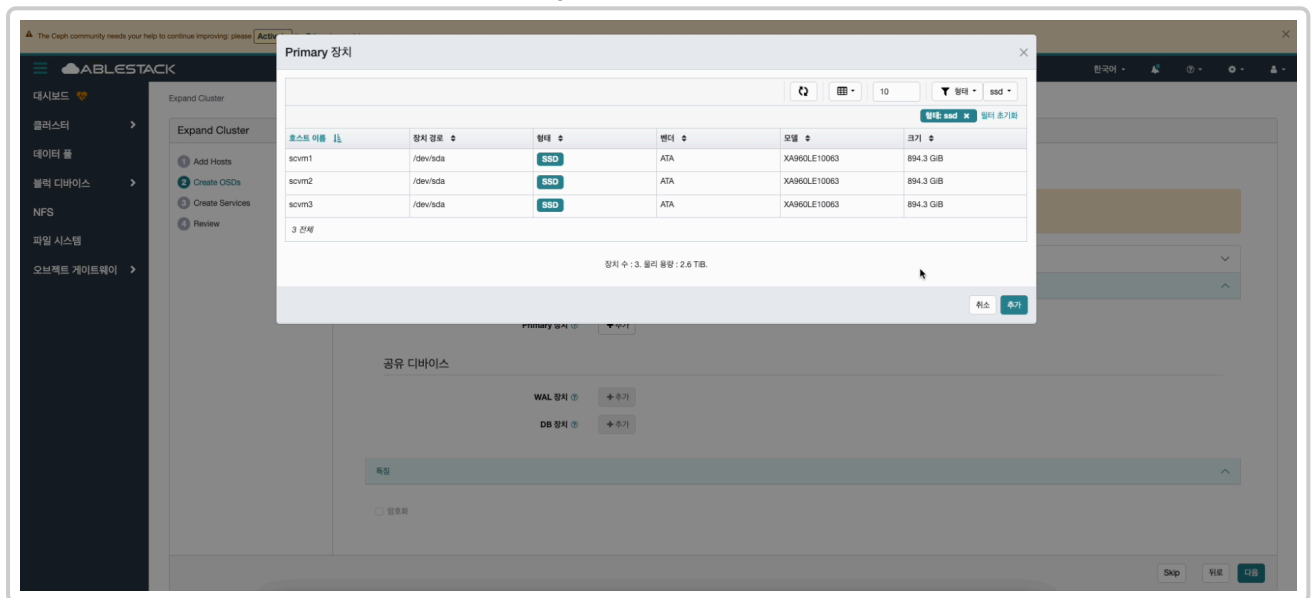 The Ceph community needs your help to continue improving: please Activ
ABLESTACK
한국어
대시보드
클러스터
데이터 풀
블럭 디바이스
NFS
파일 시스템
오브젝트 게이트웨이
Expand Cluster
Expand Cluster
1 Add Hosts
2 Create OSDs
3 Create Services
4 Review
Primary 장치
10 형태 ssd
형태: ssd 필터 초기화
호스트 이름 장치 경로 형태 벤더 모델 크기
scvm1 /dev/sda SSD ATA XA960LE10063 894.3 GiB
scvm2 /dev/sda SSD ATA XA960LE10063 894.3 GiB
scvm3 /dev/sda SSD ATA XA960LE10063 894.3 GiB
3 전체
장치 수 : 3. 물리 용량 : 2.6 TiB.
취소 추가
Primary 장치 추가
공유 디바이스
WAL 장치 추가
DB 장치 추가
특징
암호화
Skip 뒤로 다음